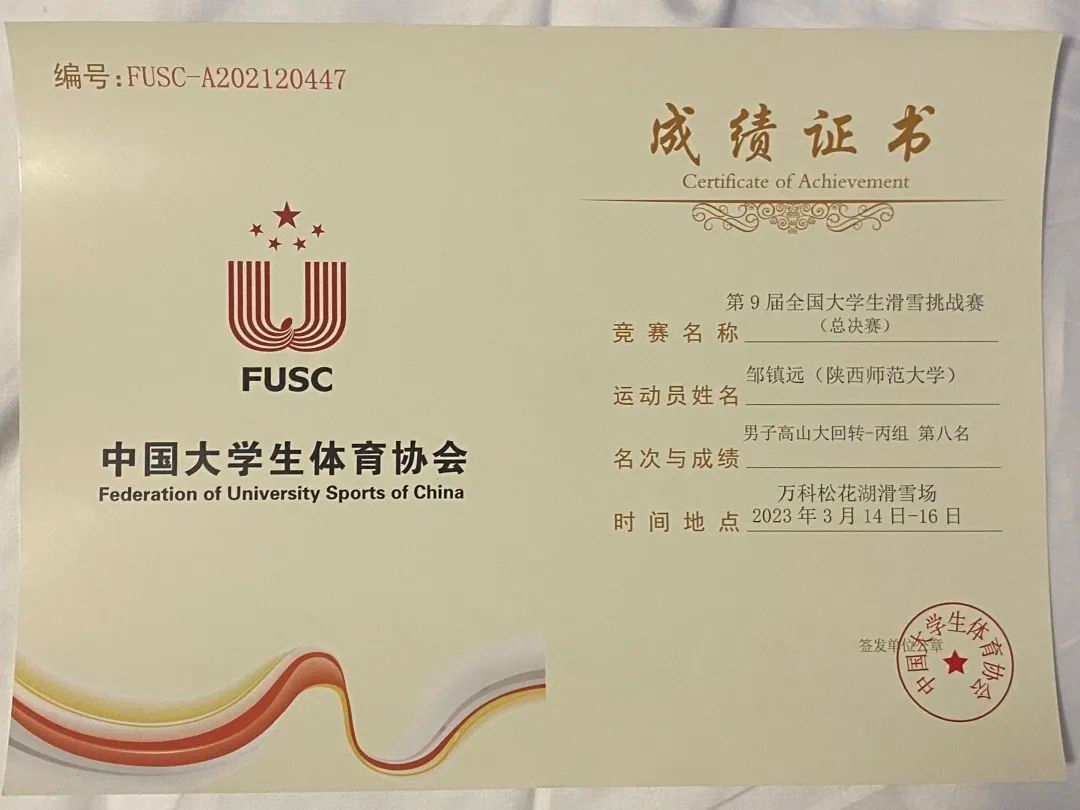 编号:FUSC-A202120447
FUSC
中国大学生体育协会
Federation of University Sports of China
成绩证书
Certificate of Achievement
第9届全国大学生滑雪挑战赛
（总决赛）
竞赛名称
邹镇远（陕西师范大学）
运动员姓名
男子高山大回转-丙组 第八名
名次与成绩
万科松花湖滑雪场
时间地点 2023年3月14日-16日
签发单位公章
中国大学生体育协会